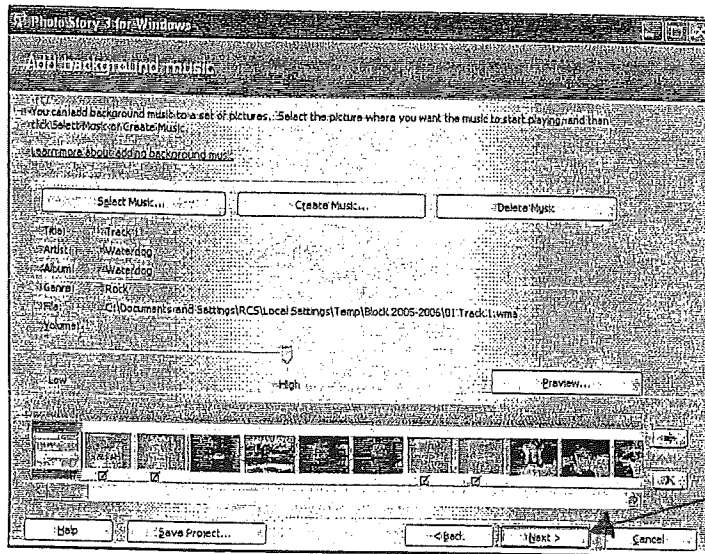 Photo Story 3 for Windows
Add background music
You can add background music to a set of pictures. Select the picture where you want the music to start playing, and then
click Select Music or Create Music.
Learn more about adding background music
Select Music... Create Music... Delete Music
Title: Track 1
Artist: Waterdog
Album: Waterdog
Genre: Rock
File: C:\Documents and Settings\RCS\Local Settings\Temp\Block 2005-2006\01 Track 1.wma
Volume:
Low High Preview...
Help Save Project... < Back Next > Cancel